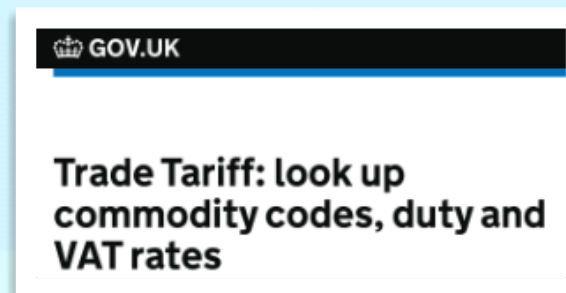 GOV.UK
Trade Tariff: look up
commodity codes, duty and
VAT rates